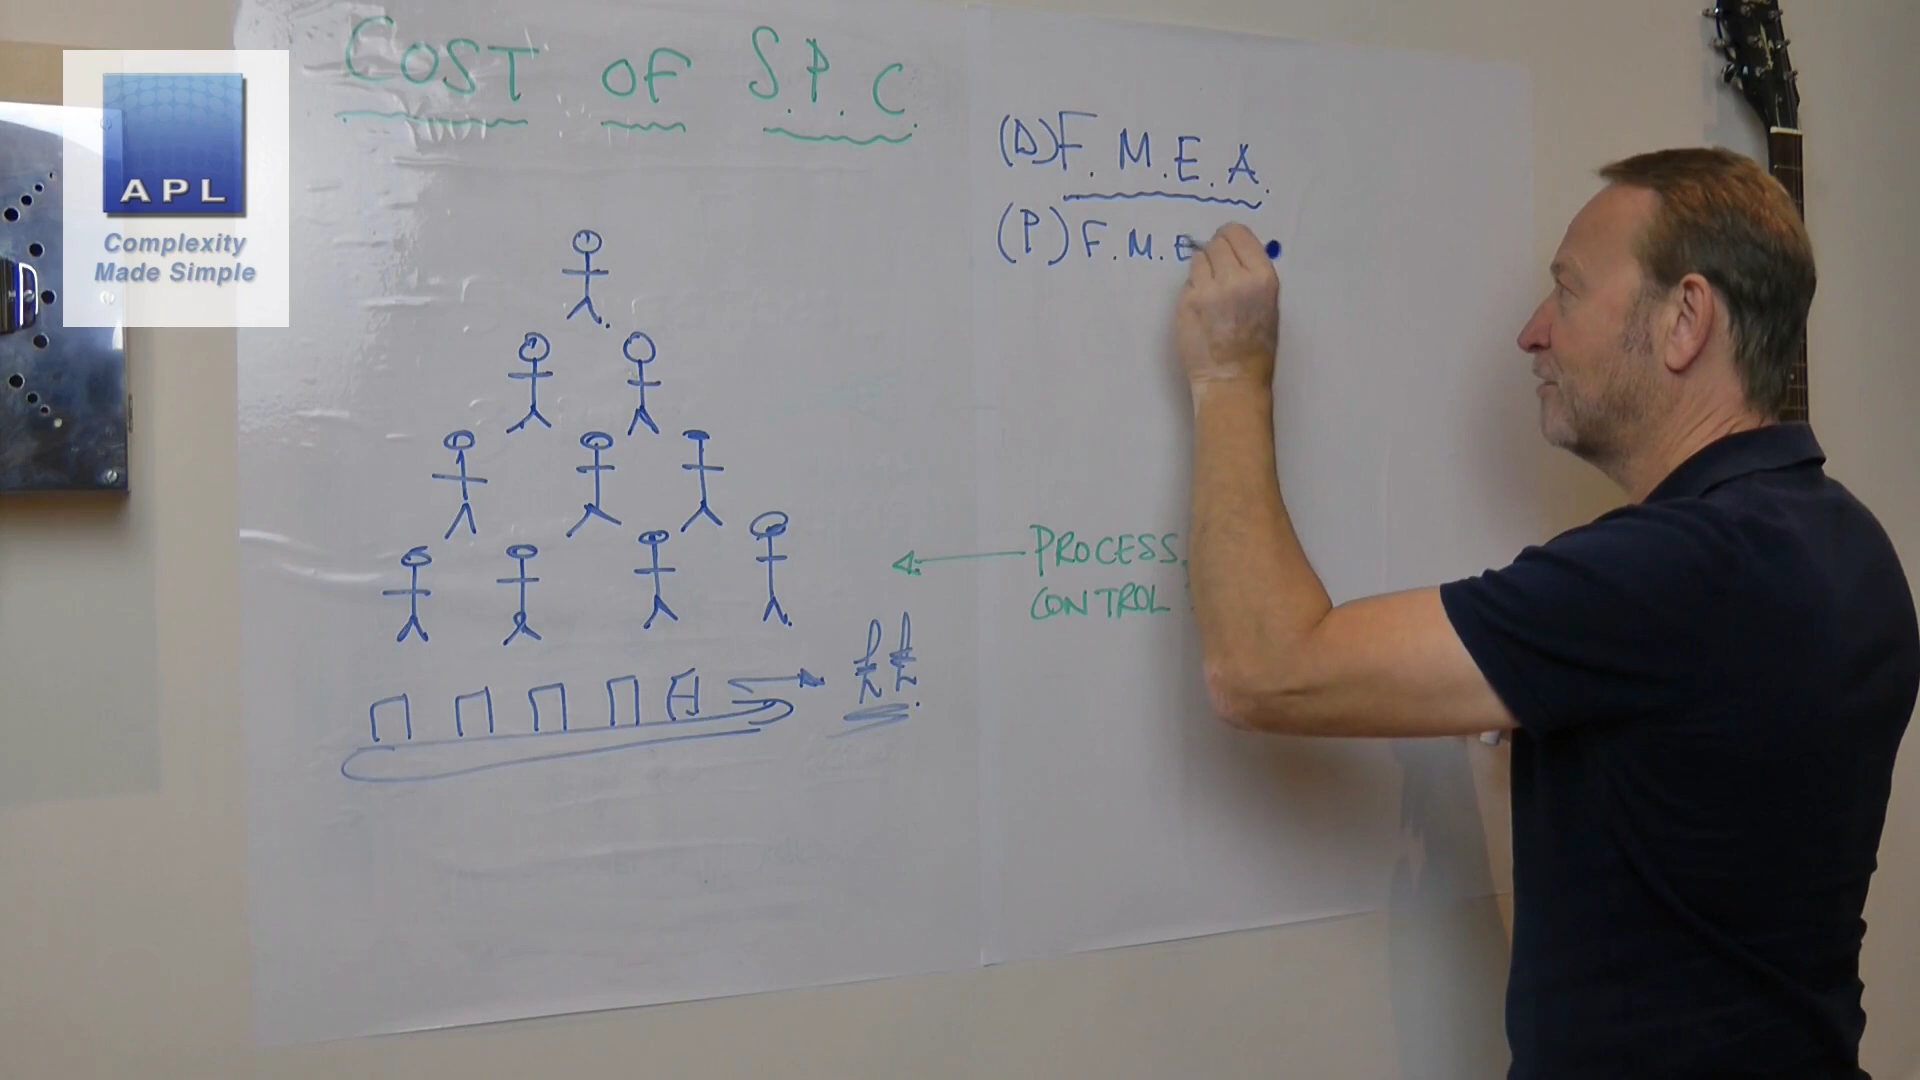 COST OF S.P.C.
APL
Complexity
Made Simple
(D) F.M.E.A.
(P) F.M.E
PROCESS
CONTROL
££